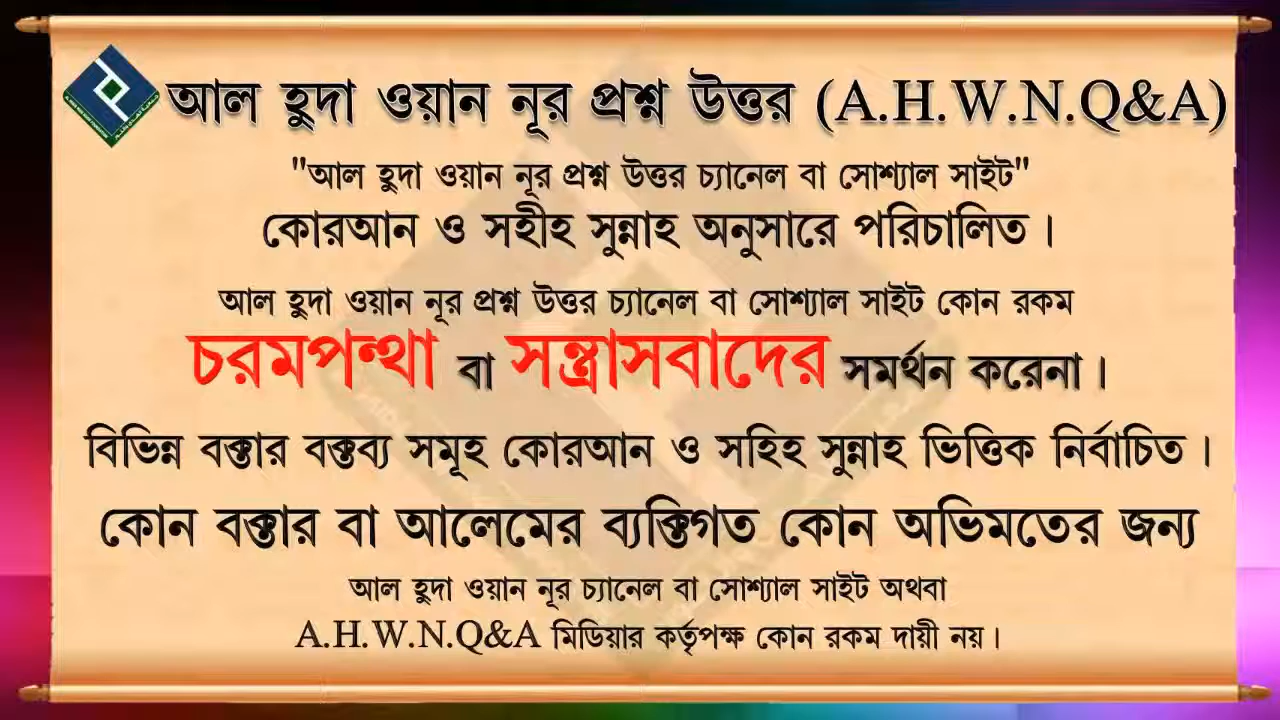 আল হুদা ওয়ান নূর প্রশ্ন উত্তর (A.H.W.N.Q&A)
"আল হুদা ওয়ান নূর প্রশ্ন উত্তর চ্যানেল বা সোশ্যাল সাইট"
কোরআন ও সহীহ সুন্নাহ অনুসারে পরিচালিত।
আল হুদা ওয়ান নূর প্রশ্ন উত্তর চ্যানেল বা সোশ্যাল সাইট কোন রকম
চরমপন্থা বা সন্ত্রাসবাদের সমর্থন করেনা।
বিভিন্ন বক্তার বক্তব্য সমূহ কোরআন ও সহিহ সুন্নাহ ভিত্তিক নির্বাচিত।
কোন বক্তার বা আলেমের ব্যক্তিগত কোন অভিমতের জন্য
আল হুদা ওয়ান নূর চ্যানেল বা সোশ্যাল সাইট অথবা
A.H.W.N.Q&A মিডিয়ার কর্তৃপক্ষ কোন রকম দায়ী নয়।